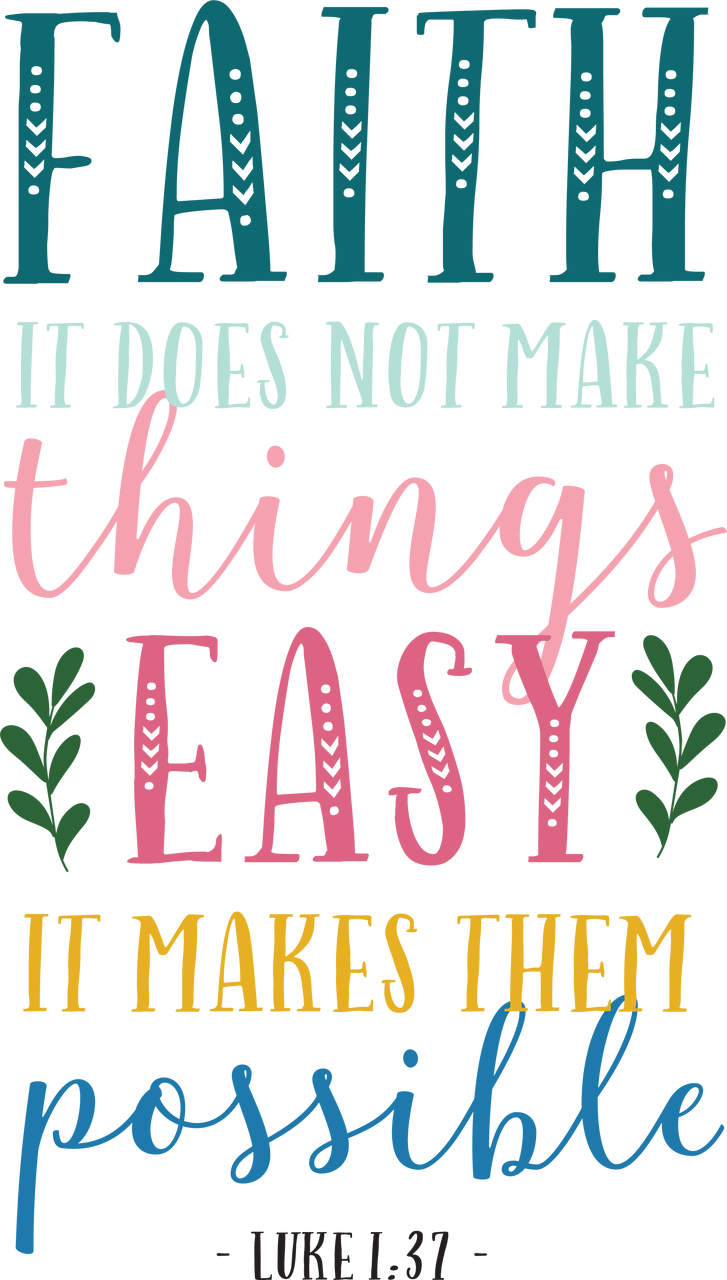 FAITH
IT DOES NOT MAKE
things
EASY
IT MAKES THEM
possible
- LUKE 1:37 -